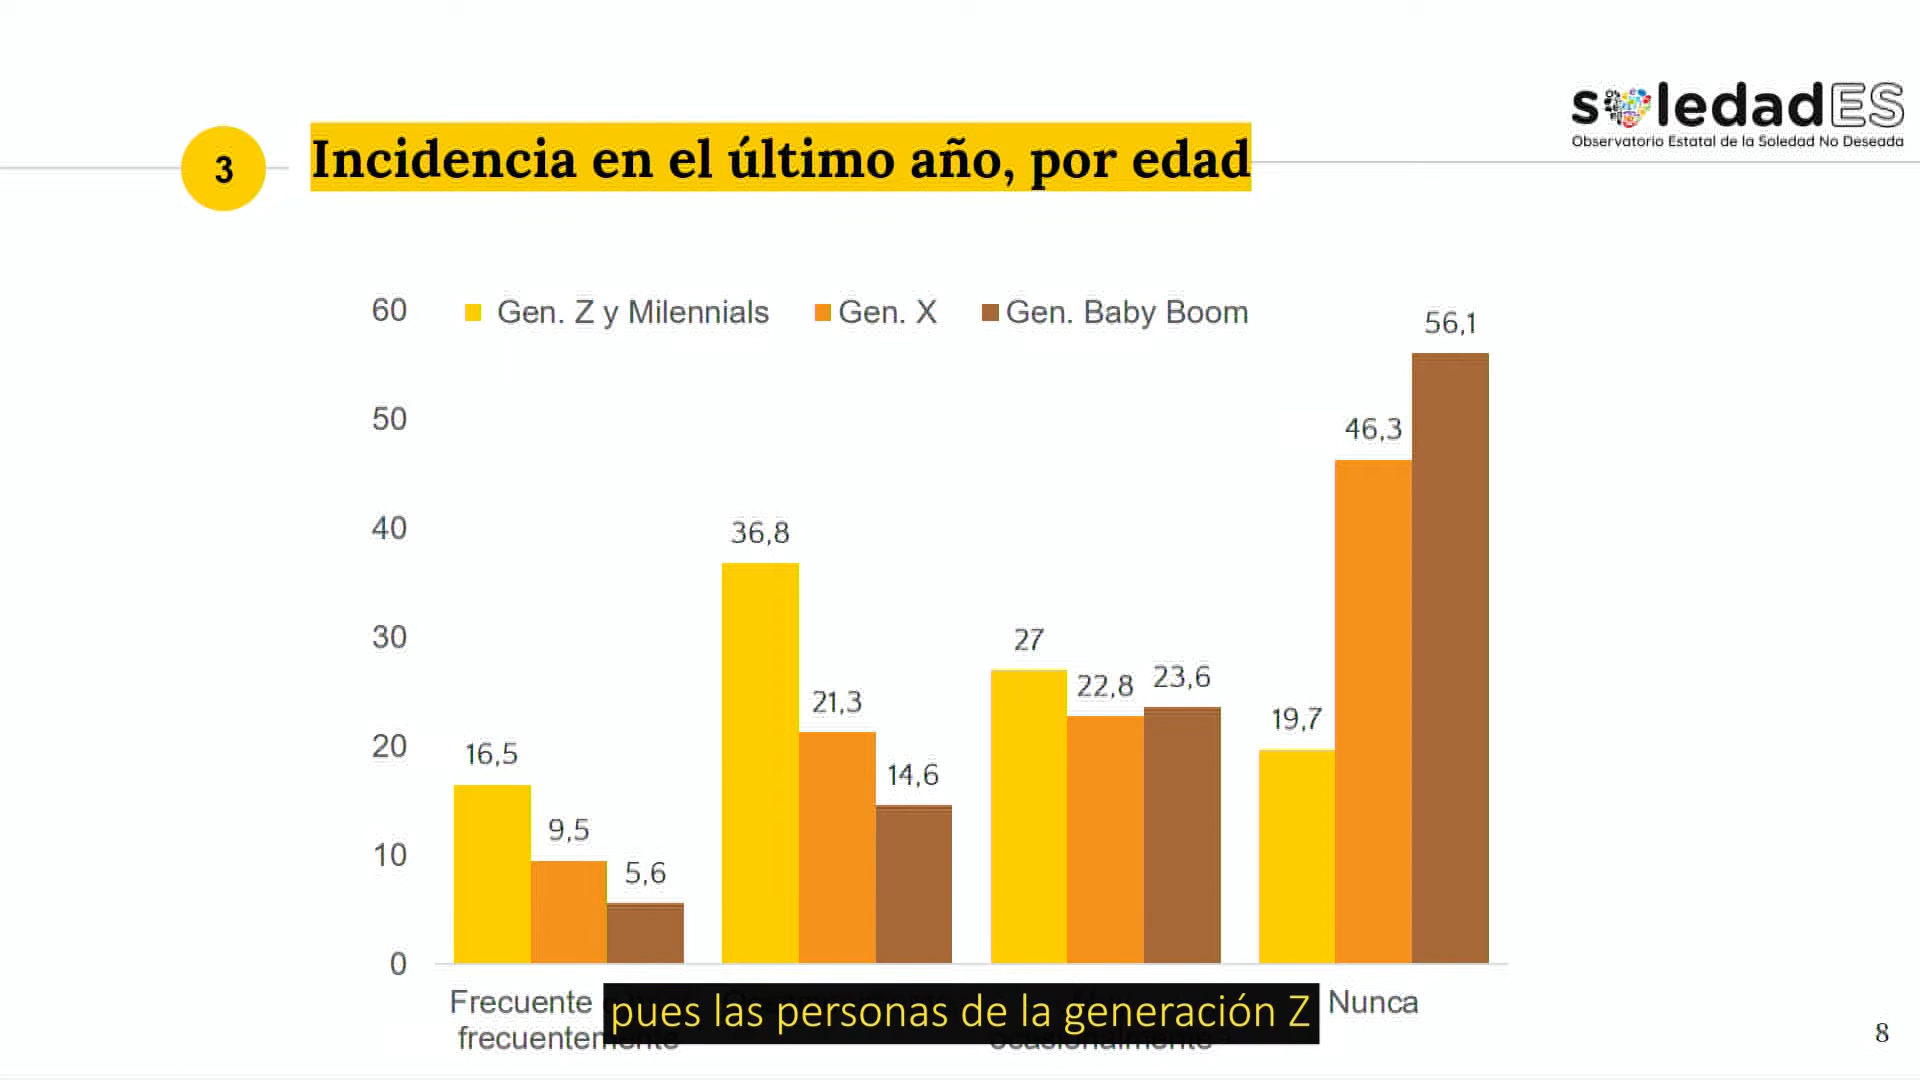 soledadES
Observatorio Estatal de la Soledad No Deseada
3
Incidencia en el último año, por edad
60
50
40
30
20
10
0
Gen. Z y Milennials
Gen. X
Gen. Baby Boom
16,5
9,5
5,6
36,8
21,3
14,6
27
22,8
23,6
19,7
46,3
56,1
Frecuente
frecuentemente
ocasionalmente
Nunca
pues las personas de la generación Z
8